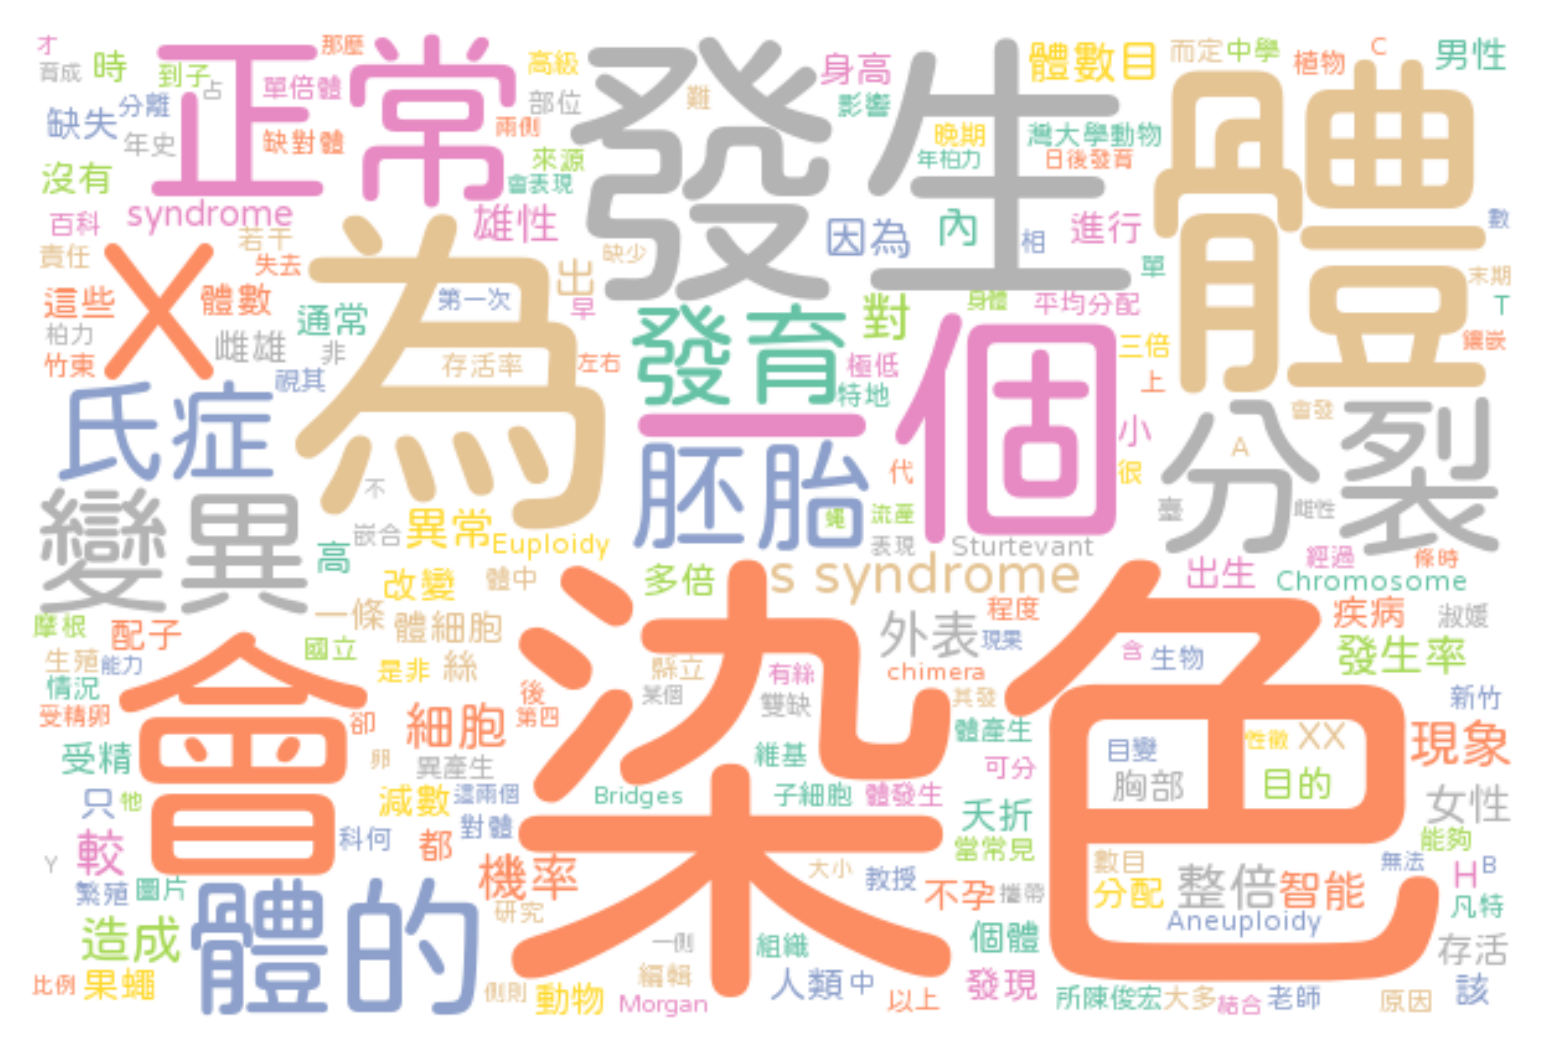 才
育成
時
到子
占
正常
單倍體
那麼
高級
部位
兩側
發生
難
身高
影響
體數目
而定
中學
植物
C
男性
體
缺失
分離
年史
缺對體
來源
會表現
晚期
年柏力
灣大學動物
日後發育
沒有
百科
syndrome
雄性
因為
內
相
進行
數
責任
若干
失去
為
出
缺少
單
末期
這些
X
體數
通常
第一次
早
發育
身體
對
平均分配
T
柏力
雌雄
非
存活率
左右
極低
個
三倍
鑲嵌
竹東
視其
特地
上
氏症
一
分裂
會發
小
A
胚胎
代
很
變異
不
嵌合
異常
Euploidy
蠅
流產
表現
Sturtevant
臺
雌性
高
改變
體中
多倍
s syndrome
出生
經過
條時
Chromosome
摩根
配子
一條
體細胞
染色
外表
程度
現果
疾病
淑媛
生殖
能力
國立
是非
絲
縣立
有絲
chimera
含
生物
發生率
情況
會
某個
雙缺
其發
新竹
受精卵
卻
細胞
後
第四
體產生
目變
性徵
XX
現象
受精
卵
異產生
維基
可分
胸部
目的
只
他
減數
這兩個
Bridges
子細胞
體發生
夭折
女性
較
科何
都
對體
當常見
能夠
Y
機率
大小
教授
數目
無法
繁殖
圖片
不孕
攜帶
分配
整倍
智能
H
B
體的
研究
Aneuploidy
凡特
造成
一側
組織
個體
存活
比例
果蠅
側則
動物
編輯
Morgan
人類
中
以上
發現
所陳俊宏
大多
結合
老師
原因
該